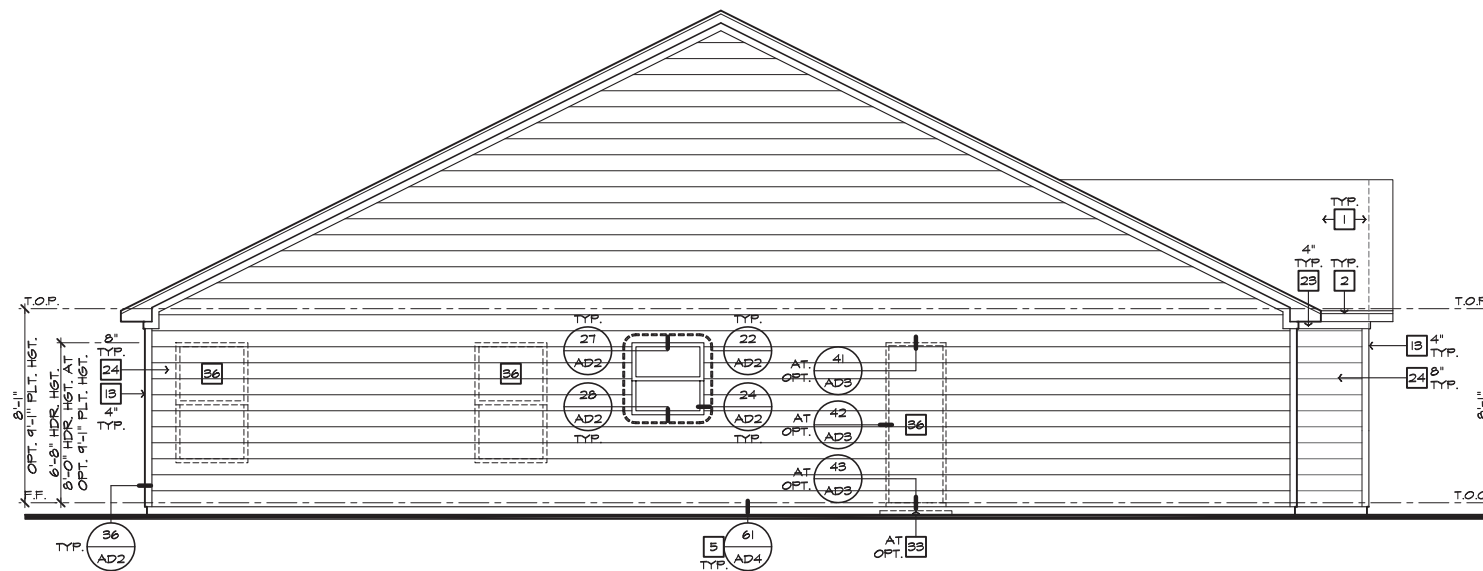 TYP.
1
4"
TYP.
TYP.
23
2
T.O.P.
T.O.P
8'-1"
OPT. 9'-1" PLT. HGT.
6'-8" HDR. HGT.
8'-0" HDR. HGT. AT
OPT. 9'-1" PLT. HGT.
8"
TYP.
24
13
4"
TYP.
36
36
TYP.
27
AD2
TYP.
22
AD2
28
AD2
TYP.
24
AD2
TYP.
AT
OPT.
41
AD3
AT
OPT.
42
AD3
36
AT
OPT.
43
AD3
13
4"
TYP.
24
8"
TYP.
8'-1"
F.F.
T.O.
TYP.
36
AD2
5
TYP.
61
AD4
AT
OPT.
33